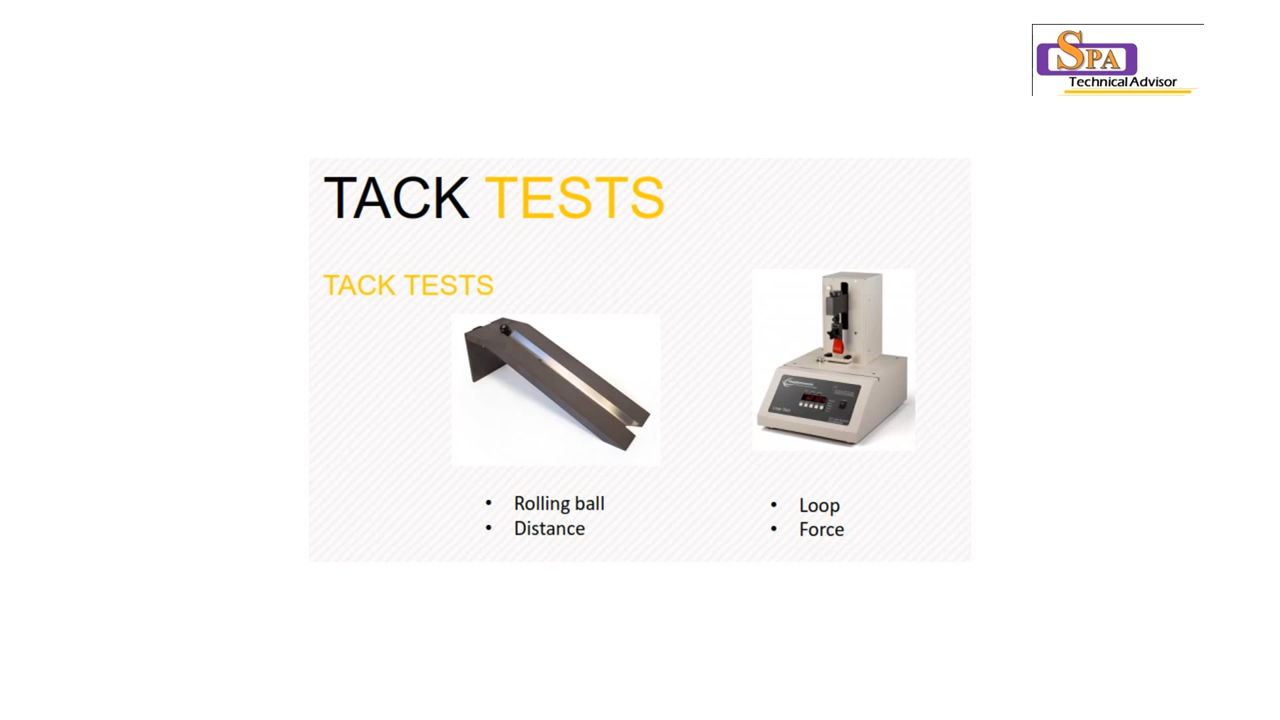 SPA
Technical Advisor
TACK TESTS
TACK TESTS
• Rolling ball
• Distance
• Loop
• Force